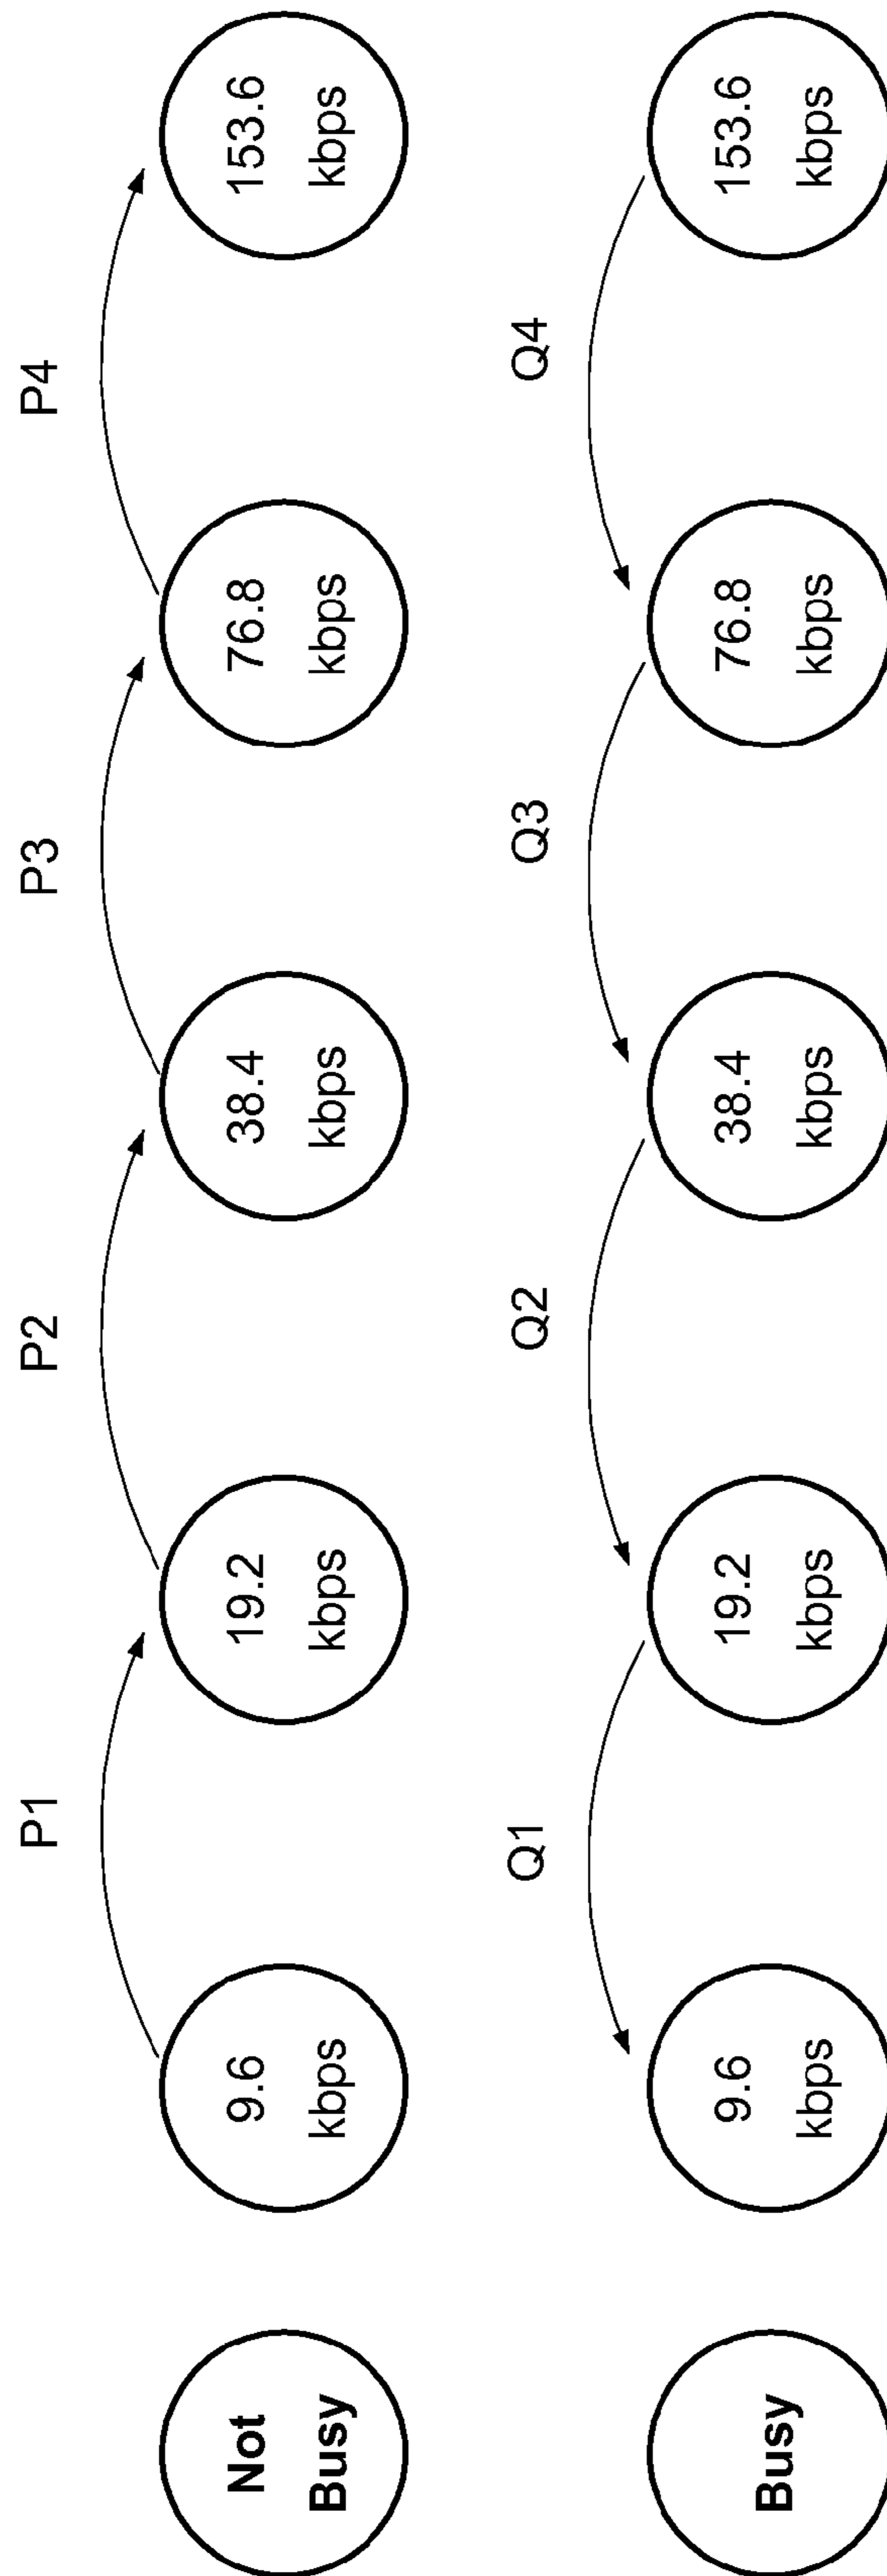 P1
P2
P3
P4
Not
Busy
9.6
kbps
19.2
kbps
38.4
kbps
76.8
kbps
153.6
kbps
Q1
Q2
Q3
Q4
Busy
9.6
kbps
19.2
kbps
38.4
kbps
76.8
kbps
153.6
kbps